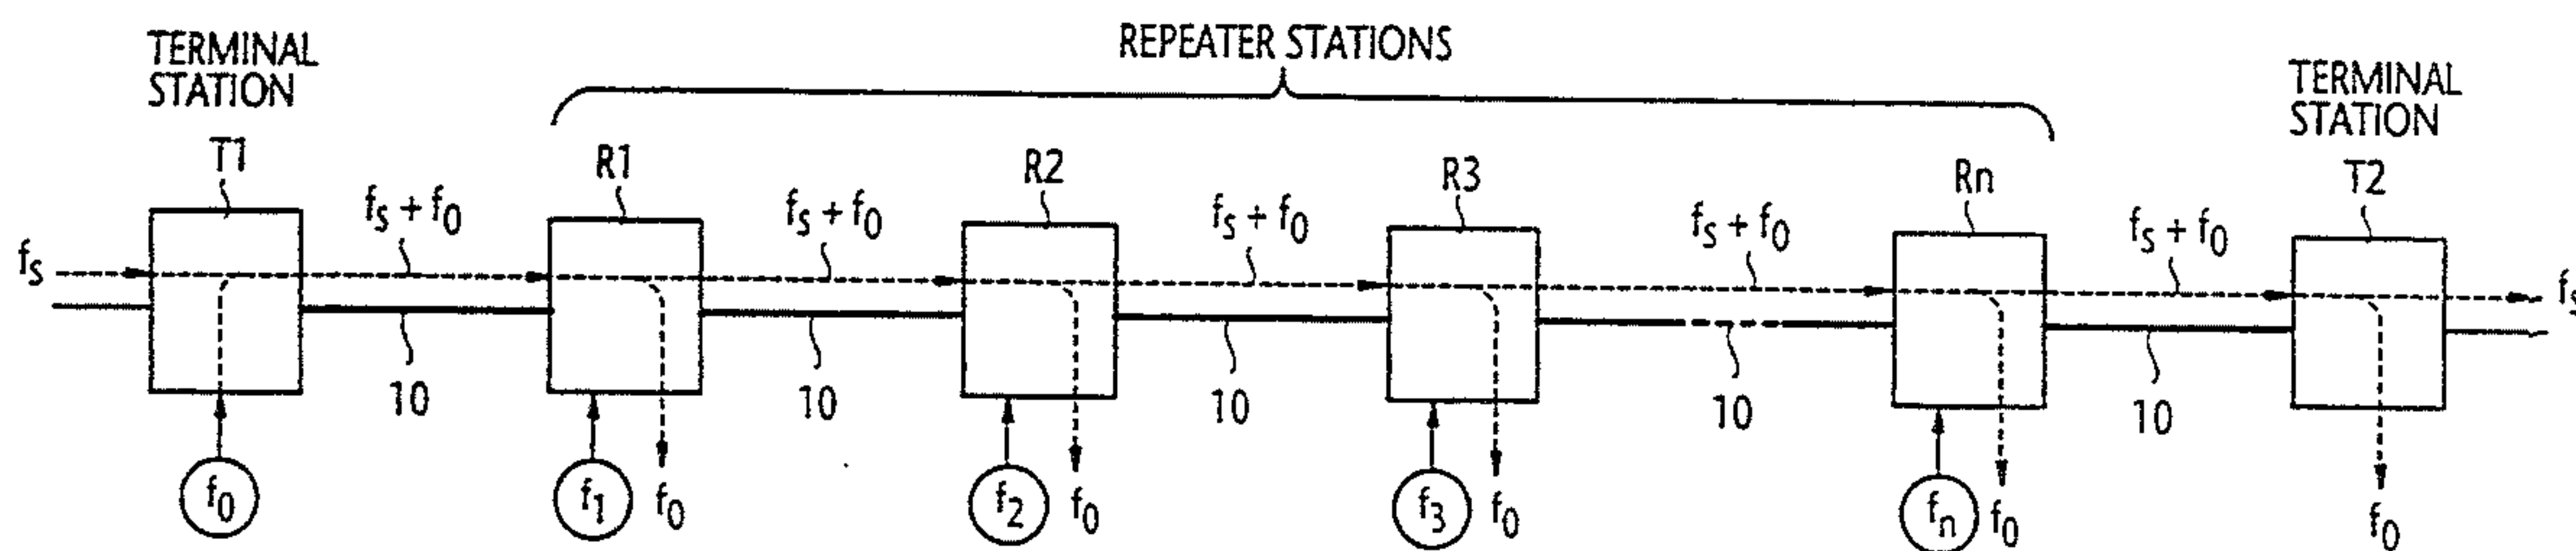 TERMINAL
STATION
REPEATER STATIONS
TERMINAL
STATION
T1
R1
R2
R3
Rn
T2
fs
fs + f0
fs + f0
fs + f0
fs + f0
fs + f0
fs
10
10
10
10
10
f0
f1
f0
f2
f0
f3
f0
fn
f0
f0